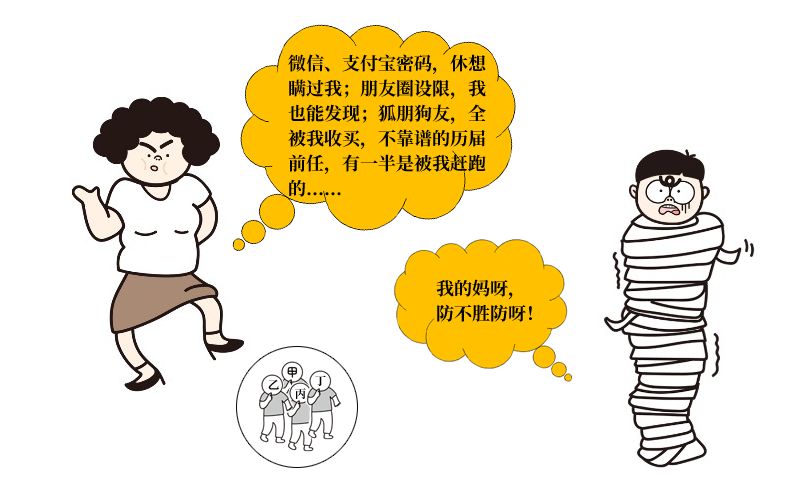 微信、支付宝密码，休想
瞒过我；朋友圈设限，我
也能发现；狐朋狗友，全
被我收买，不靠谱的历届
前任，有一半是被我赶跑
的……
我的妈呀，
防不胜防呀！
甲
乙
丙
丁